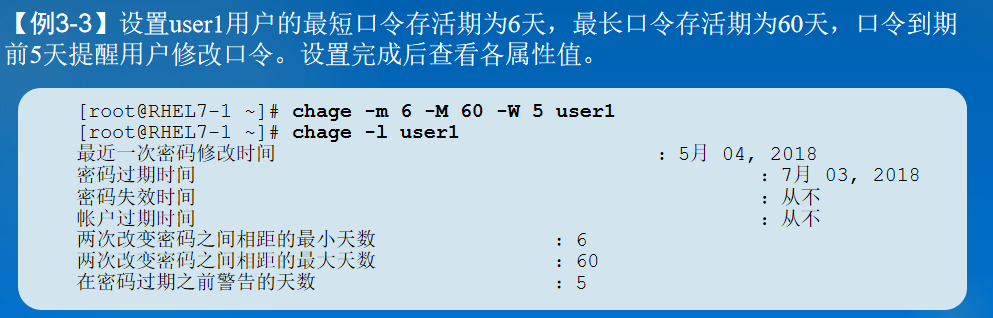 【例3-3】设置user1用户的最短口令存活期为6天，最长口令存活期为60天，口令到期
前5天提醒用户修改口令。设置完成后查看各属性值。
[root@RHEL7-1 ~]# chage -m 6 -M 60 -W 5 user1
[root@RHEL7-1 ~]# chage -l user1
最近一次密码修改时间 ：5月 04, 2018
密码过期时间 ：7月 03, 2018
密码失效时间 ：从不
帐户过期时间 ：从不
两次改变密码之间相距的最小天数 ：6
两次改变密码之间相距的最大天数 ：60
在密码过期之前警告的天数 ：5